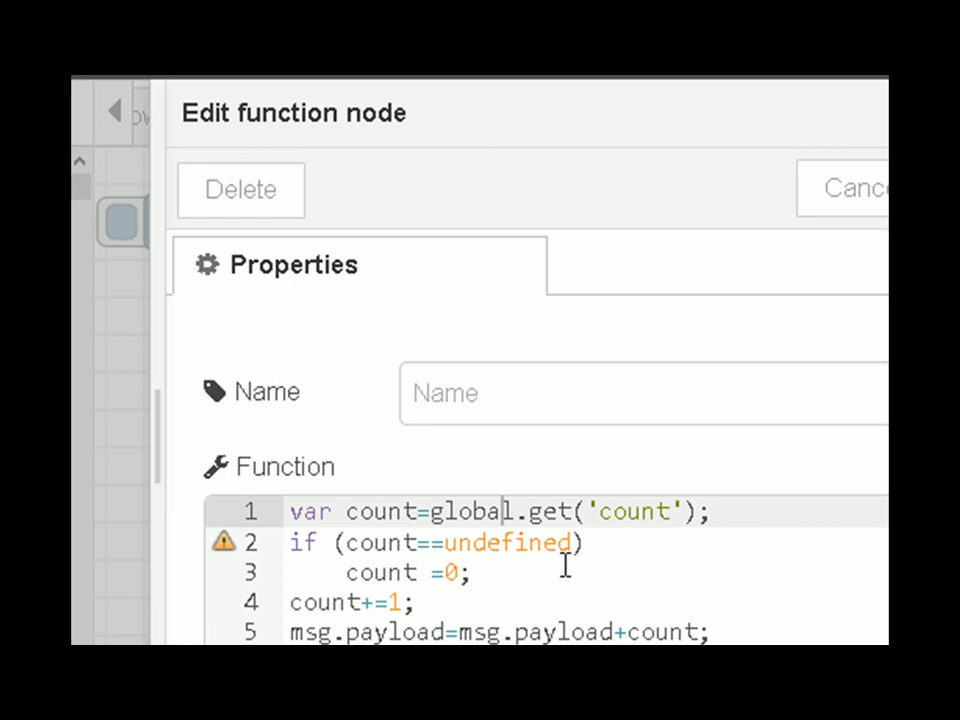 Edit function node
Delete
Properties
Name
Name
Function
1 var count=global.get('count');
2 if (count==undefined)
3 count =0;
4 count+=1;
5 msg.payload=msg.payload+count;